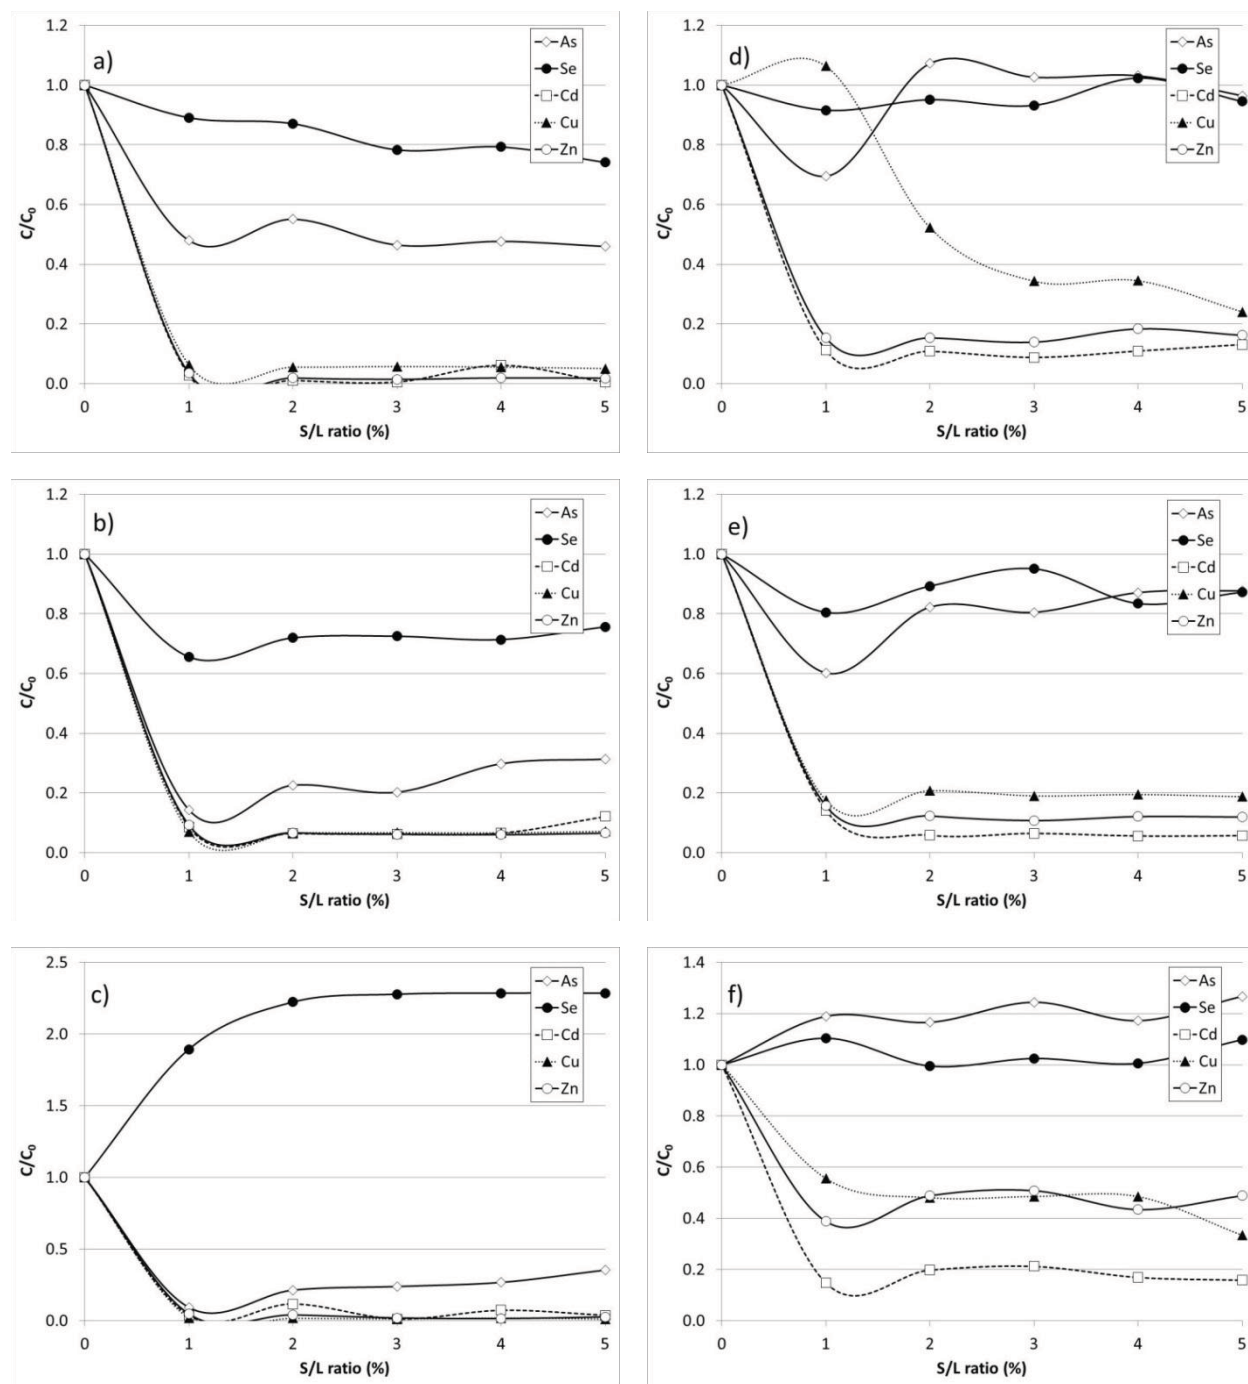 a)
1.2
1.0
0.8
0.6
0.4
0.2
0.0
C/C₀
0 1 2 3 4 5
S/L ratio (%)
As
Se
Cd
Cu
Zn
d)
1.2
1.0
0.8
0.6
0.4
0.2
0.0
C/C₀
0 1 2 3 4 5
S/L ratio (%)
As
Se
Cd
Cu
Zn
b)
1.2
1.0
0.8
0.6
0.4
0.2
0.0
C/C₀
0 1 2 3 4 5
S/L ratio (%)
As
Se
Cd
Cu
Zn
e)
1.2
1.0
0.8
0.6
0.4
0.2
0.0
C/C₀
0 1 2 3 4 5
S/L ratio (%)
As
Se
Cd
Cu
Zn
c)
2.5
2.0
1.5
1.0
0.5
0.0
C/C₀
0 1 2 3 4 5
S/L ratio (%)
As
Se
Cd
Cu
Zn
f)
1.4
1.2
1.0
0.8
0.6
0.4
0.2
0.0
C/C₀
0 1 2 3 4 5
S/L ratio (%)
As
Se
Cd
Cu
Zn